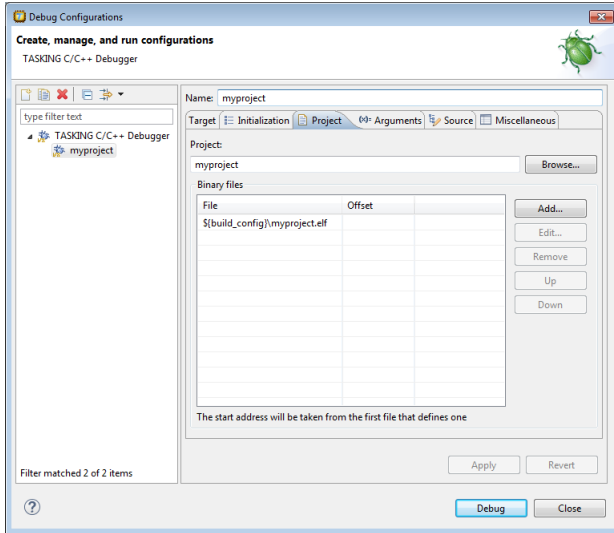 Debug Configurations
Create, manage, and run configurations
TASKING C/C++ Debugger
type filter text
TASKING C/C++ Debugger
myproject
Filter matched 2 of 2 items
Name: myproject
Target Initialization Project (x)= Arguments Source Miscellaneous
Project:
myproject Browse...
Binary files
File Offset
${build_config}\myproject.elf
Add...
Edit...
Remove
Up
Down
The start address will be taken from the first file that defines one
Apply Revert
? Debug Close